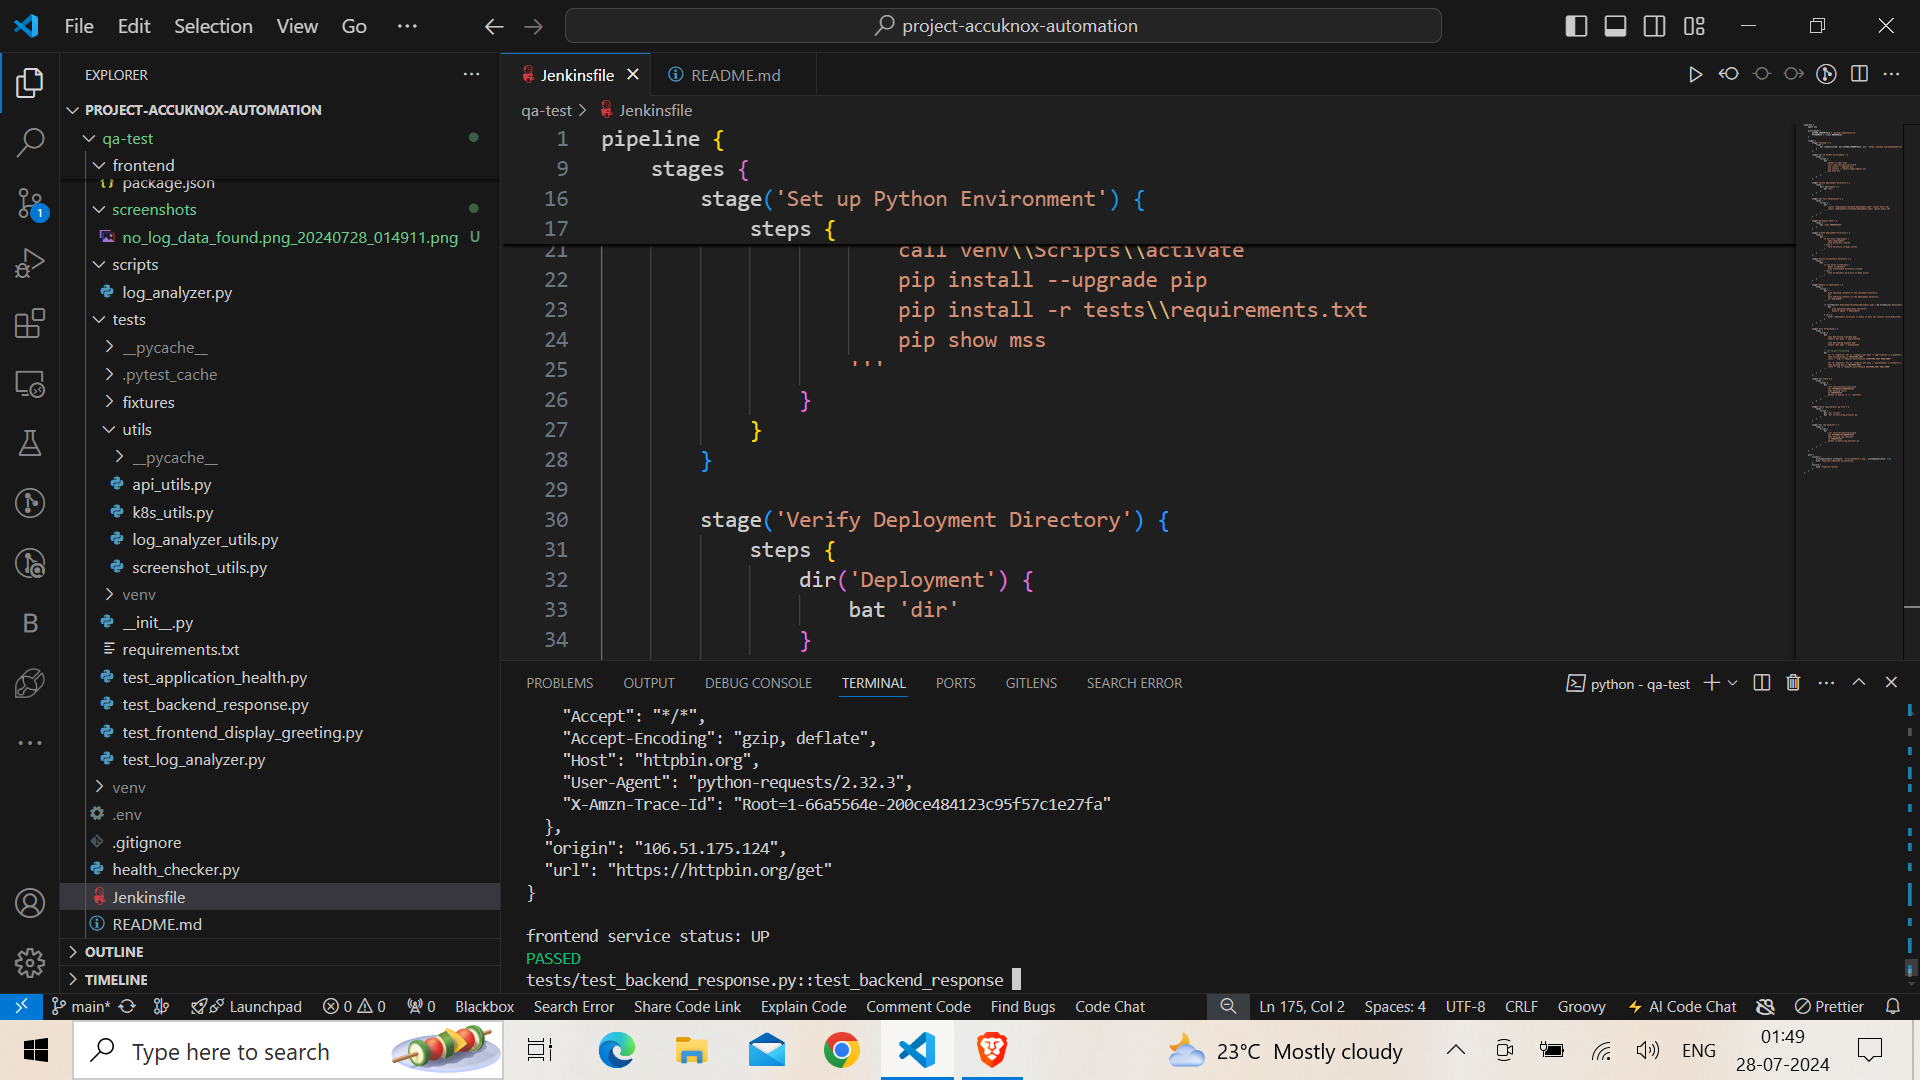 File Edit Selection View Go ···
project-accuknox-automation
EXPLORER
PROJECT-ACCUKNOX-AUTOMATION
qa-test
frontend
package.json
screenshots
no_log_data_found.png_20240728_014911.png U
scripts
log_analyzer.py
tests
__pycache__
.pytest_cache
fixtures
utils
__pycache__
api_utils.py
k8s_utils.py
log_analyzer_utils.py
screenshot_utils.py
venv
__init__.py
requirements.txt
test_application_health.py
test_backend_response.py
test_frontend_display_greeting.py
test_log_analyzer.py
venv
.env
.gitignore
health_checker.py
Jenkinsfile
README.md
OUTLINE
TIMELINE
1
B
Jenkinsfile
README.md
qa-test > Jenkinsfile
1 pipeline {
9 stages {
16 stage('Set up Python Environment') {
17 steps {
21 call venv\\Scripts\\activate
22 pip install --upgrade pip
23 pip install -r tests\\requirements.txt
24 pip show mss
25 '''
26 }
27 }
28 }
29
30 stage('Verify Deployment Directory') {
31 steps {
32 dir('Deployment') {
33 bat 'dir'
34 }
PROBLEMS OUTPUT DEBUG CONSOLE TERMINAL PORTS GITLENS SEARCH ERROR
python - qa-test
"Accept": "*/*",
"Accept-Encoding": "gzip, deflate",
"Host": "httpbin.org",
"User-Agent": "python-requests/2.32.3",
"X-Amzn-Trace-Id": "Root=1-66a5564e-200ce484123c95f57c1e27fa"
},
"origin": "106.51.175.124",
"url": "https://httpbin.org/get"
}
frontend service status: UP
PASSED
tests/test_backend_response.py::test_backend_response
main* Launchpad 0 0 0 Blackbox Search Error Share Code Link Explain Code Comment Code Find Bugs Code Chat
Ln 175, Col 2 Spaces: 4 UTF-8 CRLF Groovy AI Code Chat Prettier
Type here to search
23°C Mostly cloudy
ENG
01:49
28-07-2024